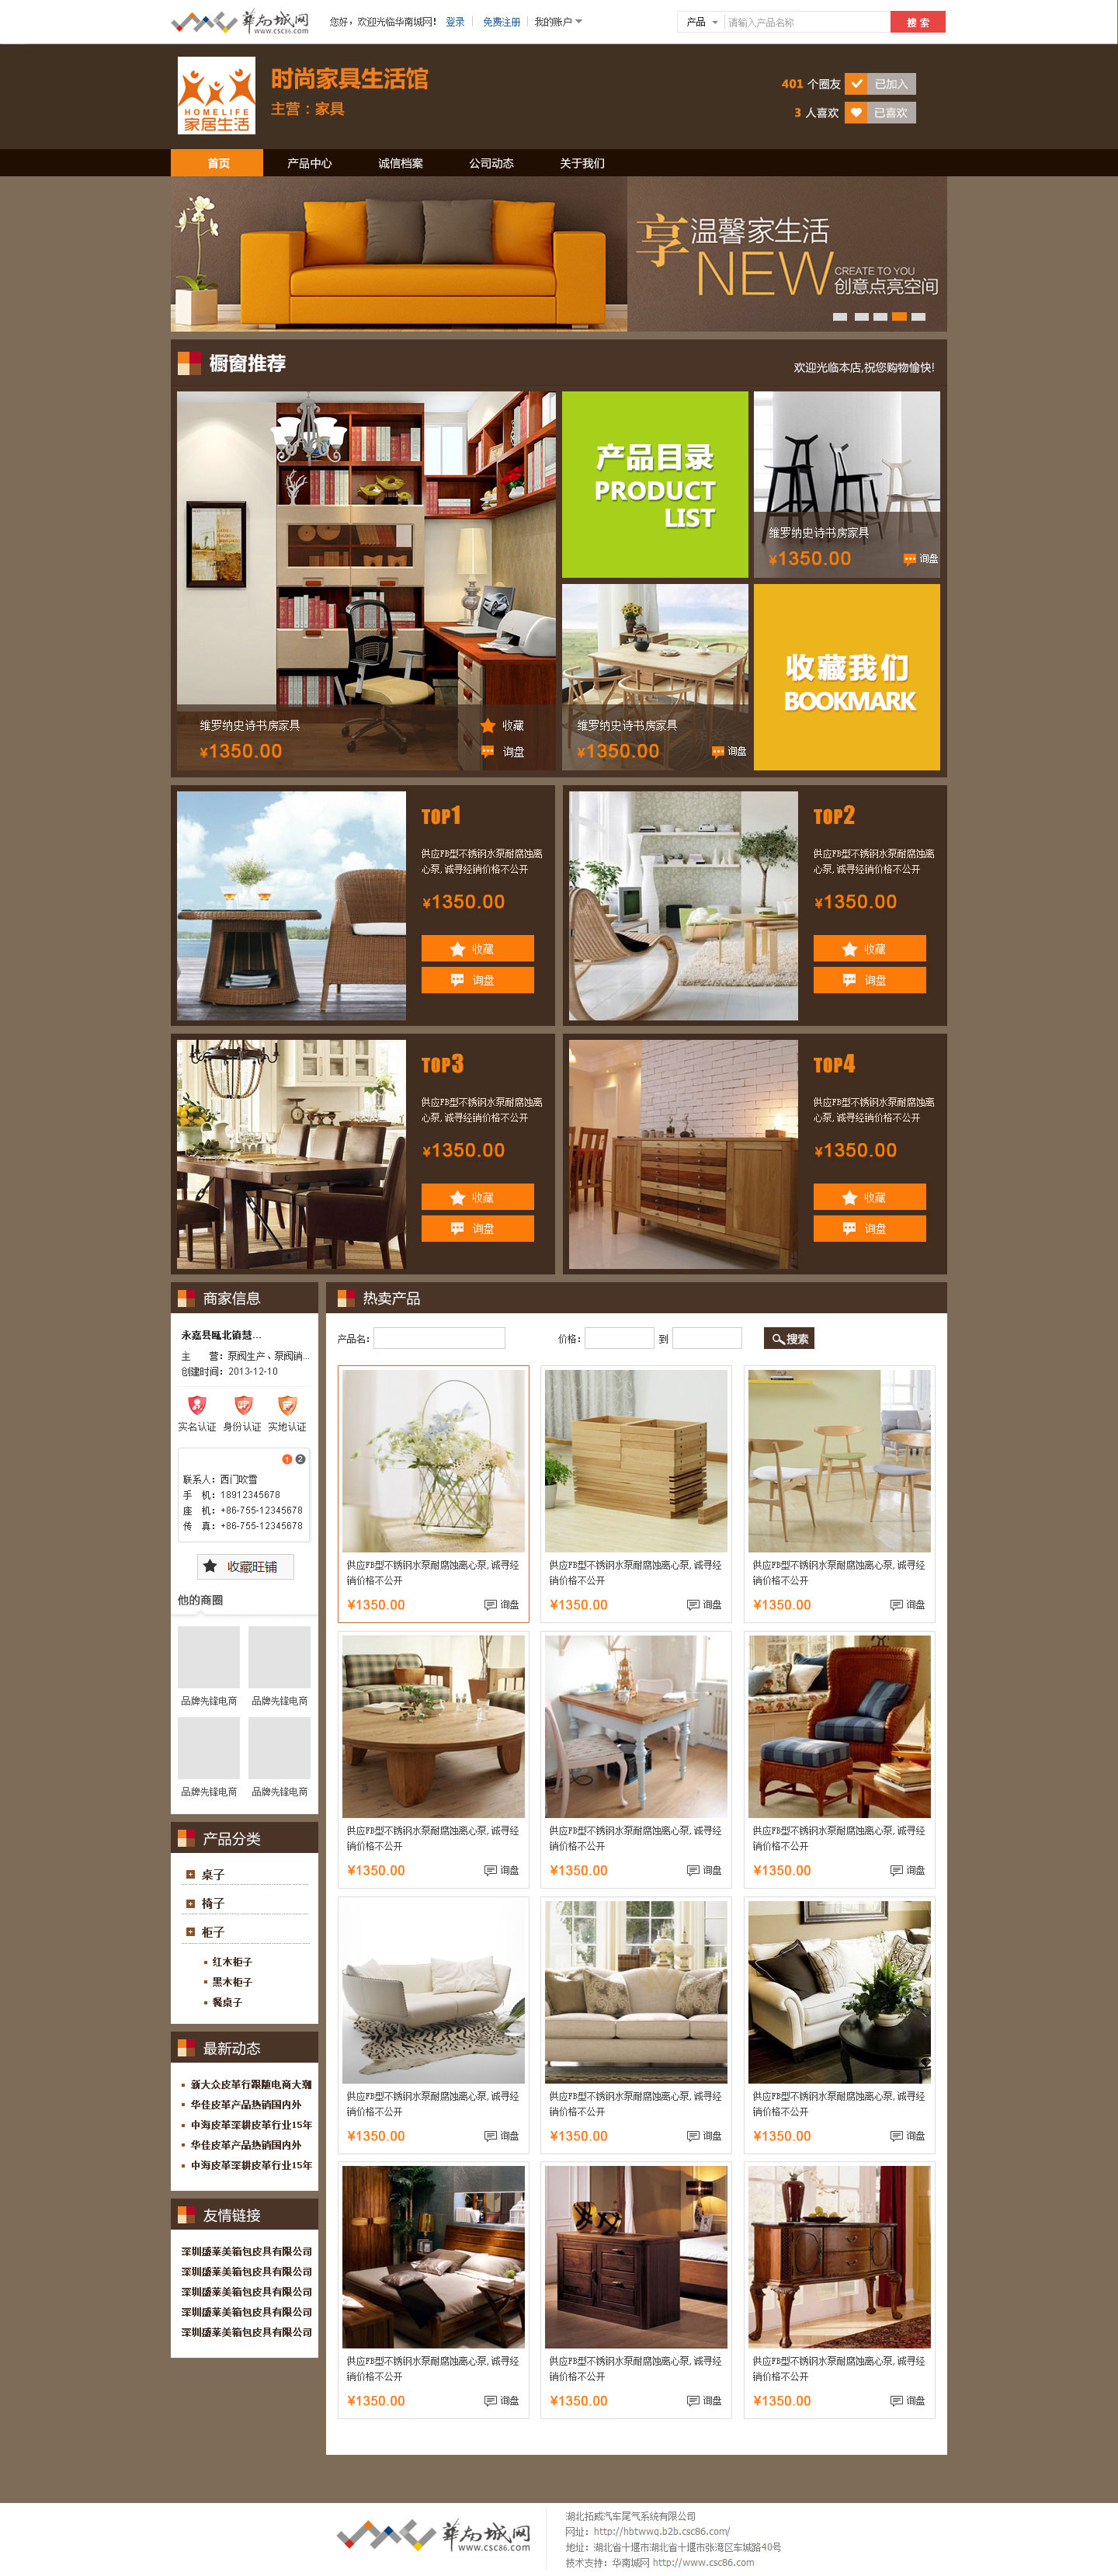 华南城网
www.csc86.com
您好，欢迎光临华南城网！ 登录 免费注册 我的账户
产品 请输入产品名称 搜 索
HOMELIFE
家居生活
时尚家具生活馆
主营：家具
401 个圈友 已加入
3 人喜欢 已喜欢
首页 产品中心 诚信档案 公司动态 关于我们
享温馨家生活
NEW
CREATE TO YOU
创意点亮空间
橱窗推荐
欢迎光临本店,祝您购物愉快!
产品目录
PRODUCT
LIST
维罗纳史诗书房家具
¥1350.00 询盘
维罗纳史诗书房家具 收藏
¥1350.00 询盘
维罗纳史诗书房家具
¥1350.00 询盘
收藏我们
BOOKMARK
TOP1
供应FB型不锈钢水泵耐腐蚀离
心泵, 诚寻经销价格不公开
¥1350.00
收藏
询盘
TOP2
供应FB型不锈钢水泵耐腐蚀离
心泵, 诚寻经销价格不公开
¥1350.00
收藏
询盘
TOP3
供应FB型不锈钢水泵耐腐蚀离
心泵, 诚寻经销价格不公开
¥1350.00
收藏
询盘
TOP4
供应FB型不锈钢水泵耐腐蚀离
心泵, 诚寻经销价格不公开
¥1350.00
收藏
询盘
商家信息
永嘉县瓯北镇楚...
主 营：泵阀生产、泵阀销...
创建时间：2013-12-10
实名认证 身份认证 实地认证
1 2
联系人：西门吹雪
手 机：18912345678
座 机：+86-755-12345678
传 真：+86-755-12345678
收藏旺铺
他的商圈
品牌先锋电商 品牌先锋电商
品牌先锋电商 品牌先锋电商
产品分类
桌子
椅子
柜子
红木柜子
黑木柜子
餐桌子
最新动态
新大众皮革行跟随电商大潮
华佳皮革产品热销国内外
中海皮革深耕皮革行业15年
华佳皮革产品热销国内外
中海皮革深耕皮革行业15年
友情链接
深圳盛莱美箱包皮具有限公司
深圳盛莱美箱包皮具有限公司
深圳盛莱美箱包皮具有限公司
深圳盛莱美箱包皮具有限公司
深圳盛莱美箱包皮具有限公司
热卖产品
产品名： 价格： 到 搜索
供应FB型不锈钢水泵耐腐蚀离心泵, 诚寻经
销价格不公开
¥1350.00 询盘
供应FB型不锈钢水泵耐腐蚀离心泵, 诚寻经
销价格不公开
¥1350.00 询盘
供应FB型不锈钢水泵耐腐蚀离心泵, 诚寻经
销价格不公开
¥1350.00 询盘
供应FB型不锈钢水泵耐腐蚀离心泵, 诚寻经
销价格不公开
¥1350.00 询盘
供应FB型不锈钢水泵耐腐蚀离心泵, 诚寻经
销价格不公开
¥1350.00 询盘
供应FB型不锈钢水泵耐腐蚀离心泵, 诚寻经
销价格不公开
¥1350.00 询盘
供应FB型不锈钢水泵耐腐蚀离心泵, 诚寻经
销价格不公开
¥1350.00 询盘
供应FB型不锈钢水泵耐腐蚀离心泵, 诚寻经
销价格不公开
¥1350.00 询盘
供应FB型不锈钢水泵耐腐蚀离心泵, 诚寻经
销价格不公开
¥1350.00 询盘
供应FB型不锈钢水泵耐腐蚀离心泵, 诚寻经
销价格不公开
¥1350.00 询盘
供应FB型不锈钢水泵耐腐蚀离心泵, 诚寻经
销价格不公开
¥1350.00 询盘
供应FB型不锈钢水泵耐腐蚀离心泵, 诚寻经
销价格不公开
¥1350.00 询盘
华南城网
www.csc86.com
湖北拓威汽车尾气系统有限公司
网址：http://hbtwwq.b2b.csc86.com/
地址：湖北省十堰市湖北省十堰市张湾区车城路40号
技术支持：华南城网 http://www.csc86.com